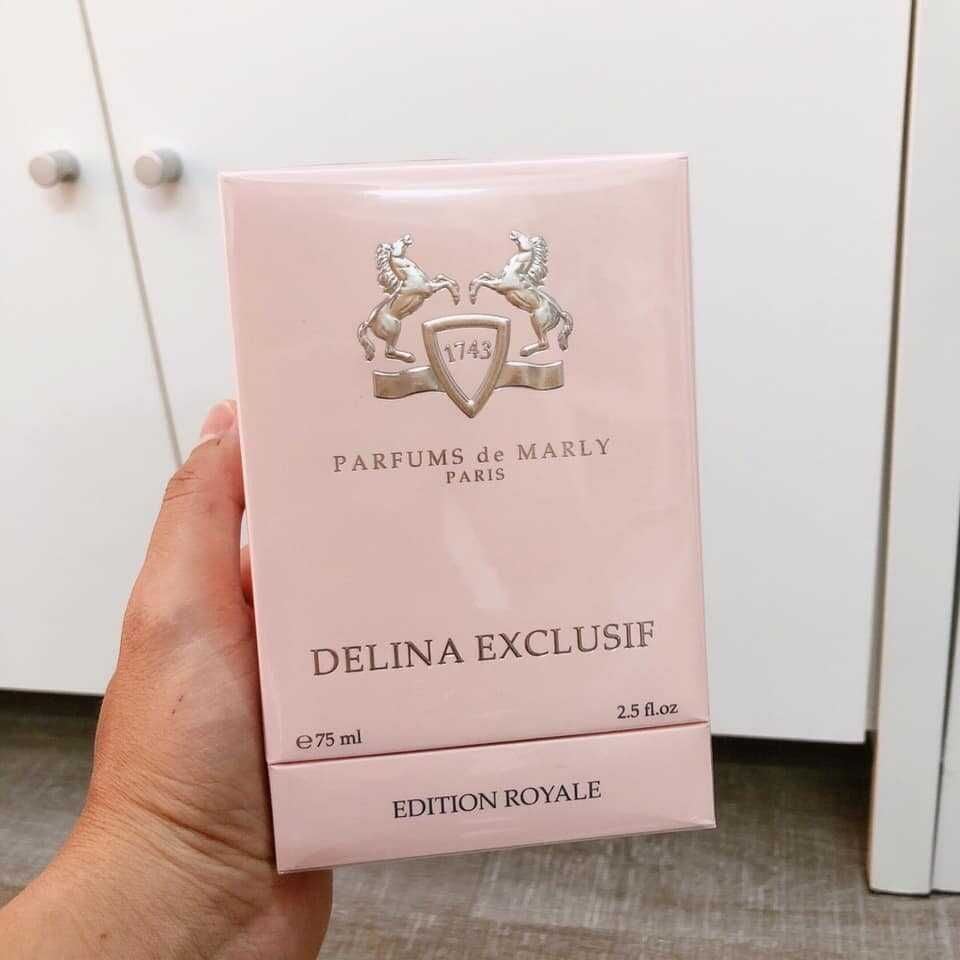 1743
PARFUMS de MARLY
PARIS
DELINA EXCLUSIF
℮75 ml
2.5 fl.oz
EDITION ROYALE